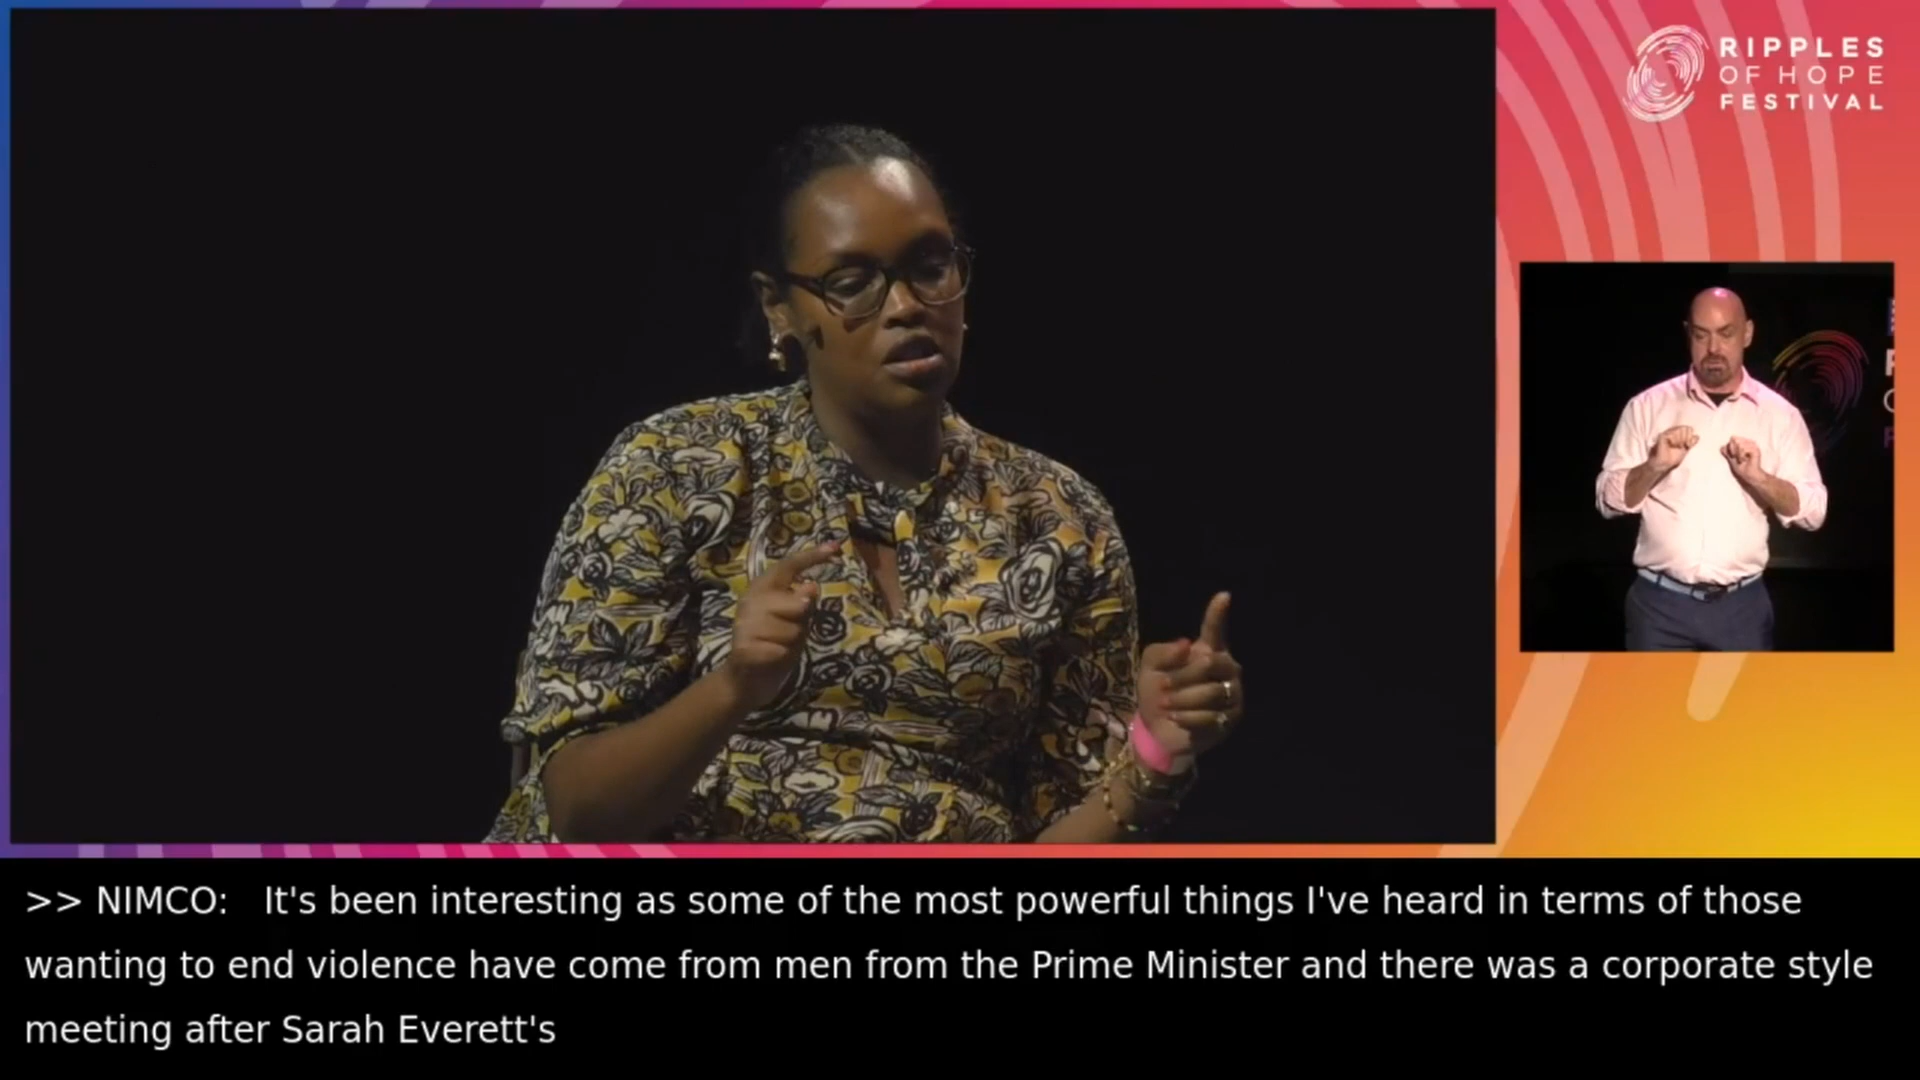 RIPPLES
OF HOPE
FESTIVAL
>> NIMCO: It's been interesting as some of the most powerful things I've heard in terms of those
wanting to end violence have come from men from the Prime Minister and there was a corporate style
meeting after Sarah Everett's